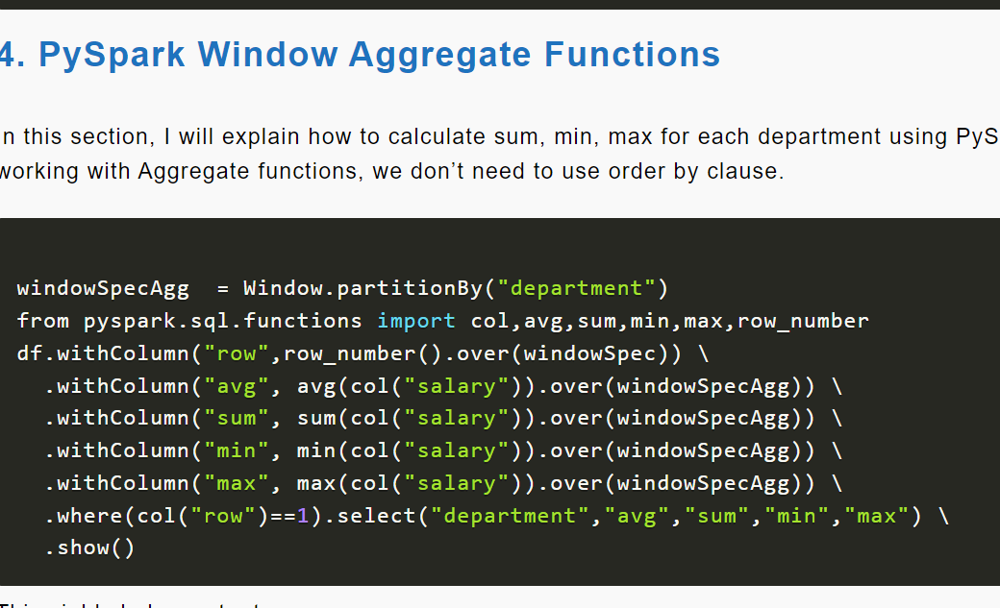 4. PySpark Window Aggregate Functions
n this section, I will explain how to calculate sum, min, max for each department using PyS
working with Aggregate functions, we don’t need to use order by clause.
windowSpecAgg  = Window.partitionBy("department")
from pyspark.sql.functions import col,avg,sum,min,max,row_number
df.withColumn("row",row_number().over(windowSpec)) \
  .withColumn("avg", avg(col("salary")).over(windowSpecAgg)) \
  .withColumn("sum", sum(col("salary")).over(windowSpecAgg)) \
  .withColumn("min", min(col("salary")).over(windowSpecAgg)) \
  .withColumn("max", max(col("salary")).over(windowSpecAgg)) \
  .where(col("row")==1).select("department","avg","sum","min","max") \
  .show()